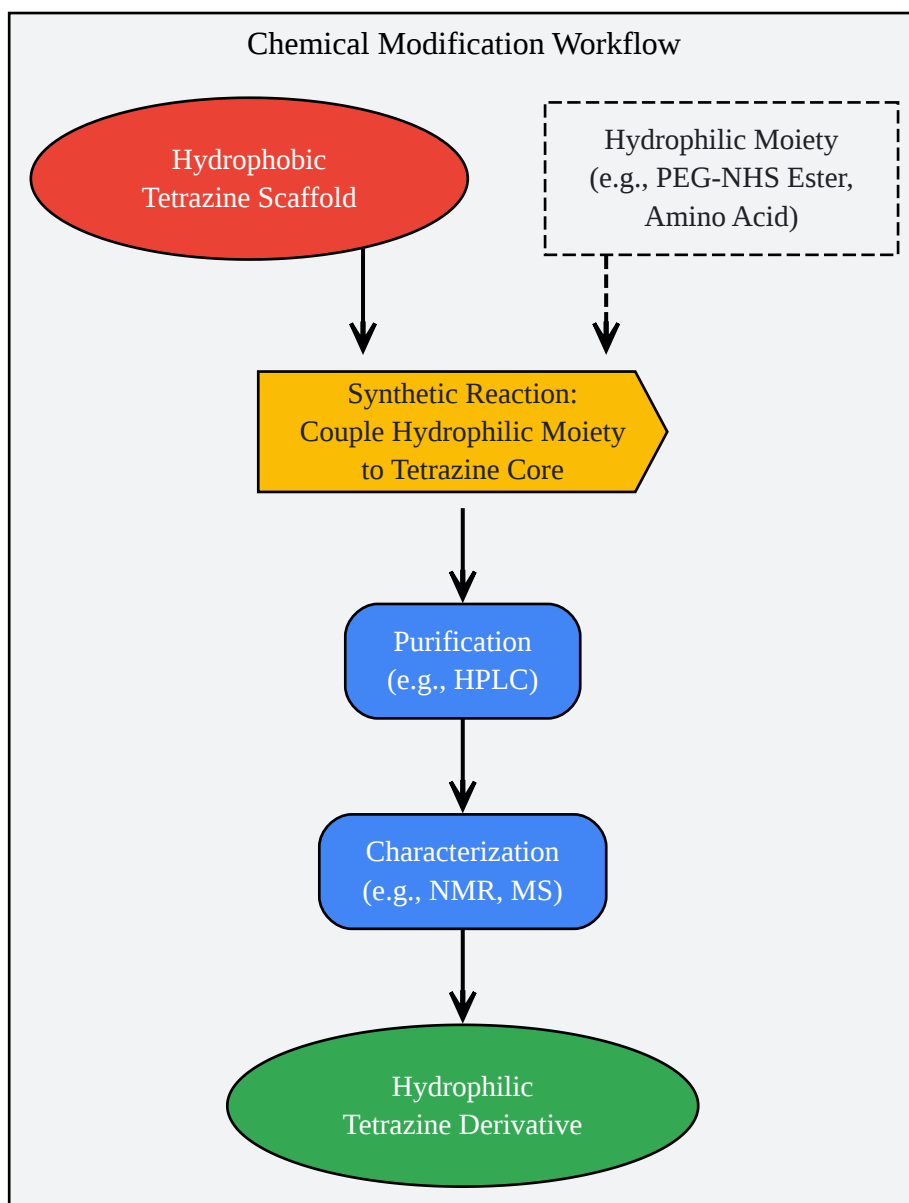 Chemical Modification Workflow
Hydrophobic
Tetrazine Scaffold
Hydrophilic Moiety
(e.g., PEG-NHS Ester,
Amino Acid)
Synthetic Reaction:
Couple Hydrophilic Moiety
to Tetrazine Core
Purification
(e.g., HPLC)
Characterization
(e.g., NMR, MS)
Hydrophilic
Tetrazine Derivative